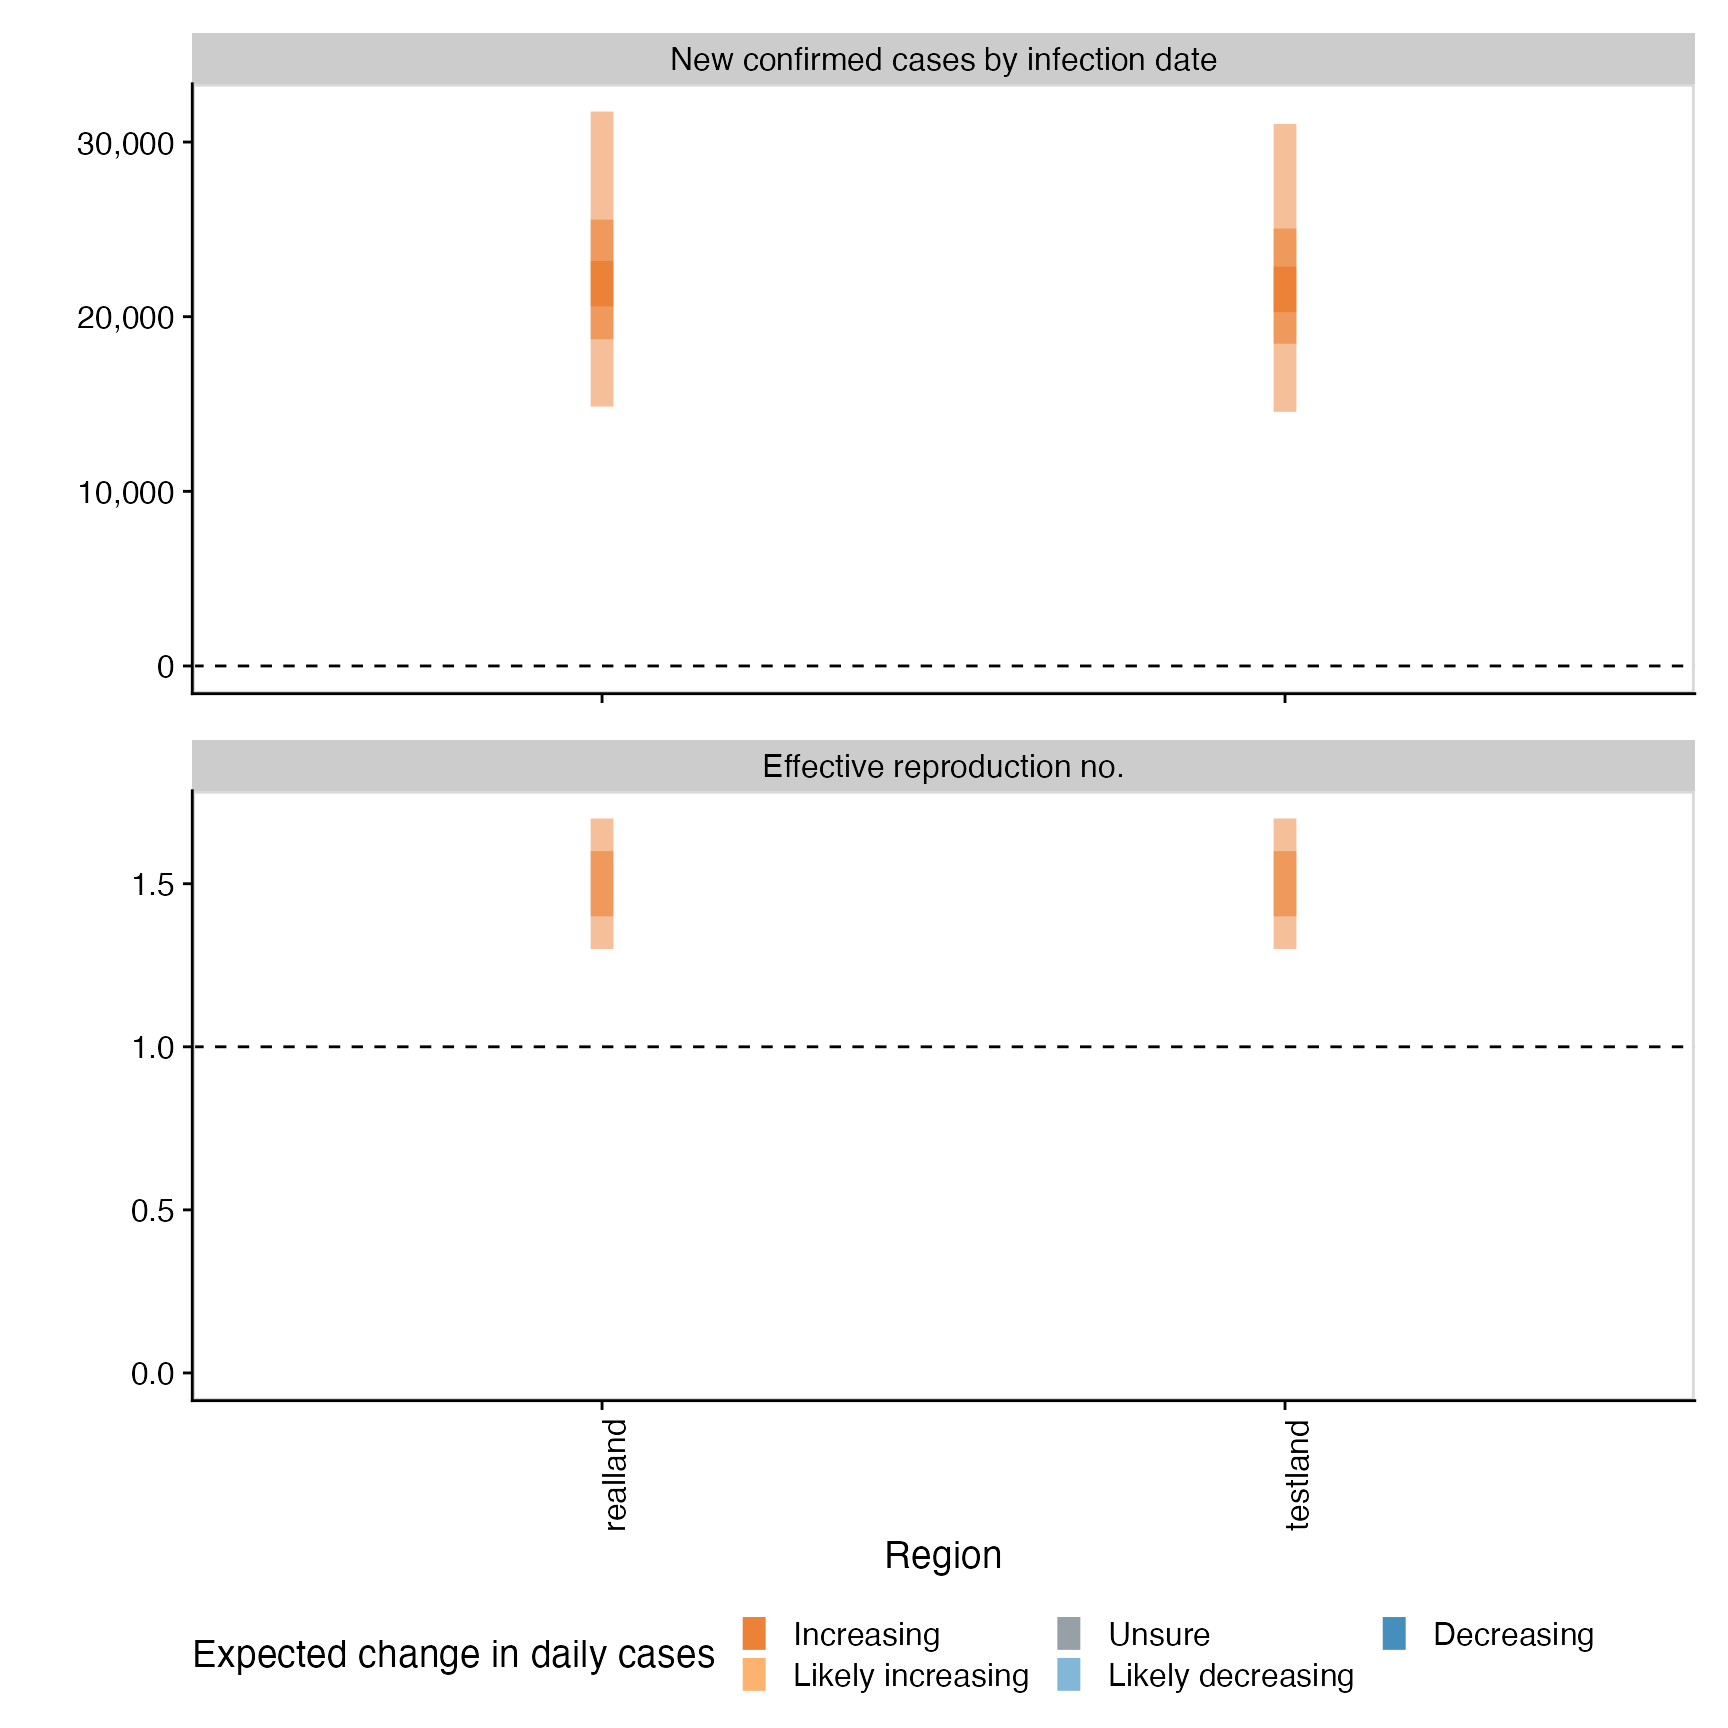 New confirmed cases by infection date
30,000
20,000
10,000
0
Effective reproduction no.
1.5
1.0
0.5
0.0
realland
testland
Region
Expected change in daily cases
Increasing
Likely increasing
Unsure
Likely decreasing
Decreasing